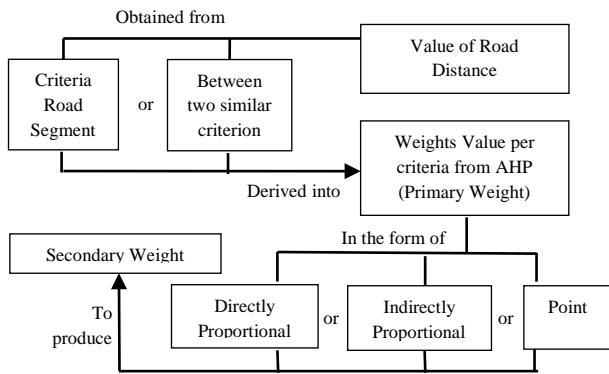 Obtained from
Value of Road
Distance
Criteria
Road
Segment
or
Between
two similar
criterion
Weights Value per
criteria from AHP
(Primary Weight)
Derived into
In the form of
Secondary Weight
To
produce
Directly
Proportional
or
Indirectly
Proportional
or
Point